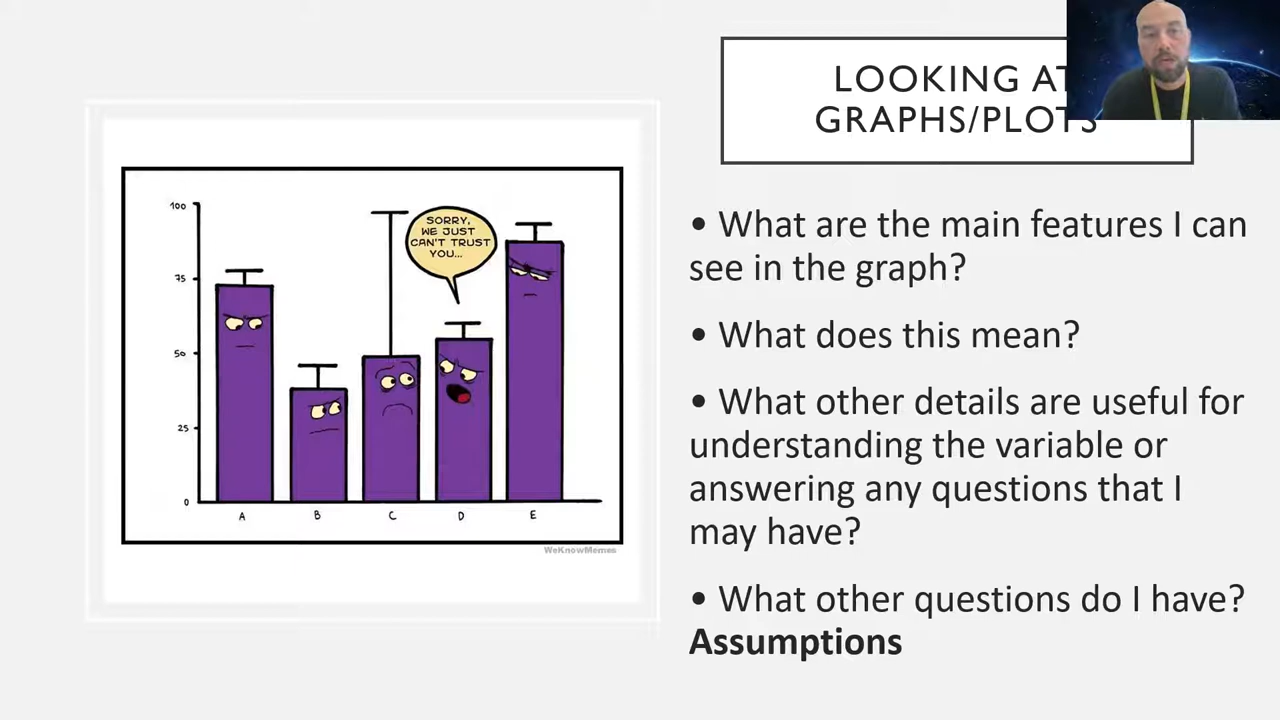 LOOKING AT
GRAPHS/PLOTS
100
75
50
25
0
SORRY,
WE JUST
CAN'T TRUST
YOU...
A B C D E
WeKnowMemes
• What are the main features I can
see in the graph?
• What does this mean?
• What other details are useful for
understanding the variable or
answering any questions that I
may have?
• What other questions do I have?
Assumptions